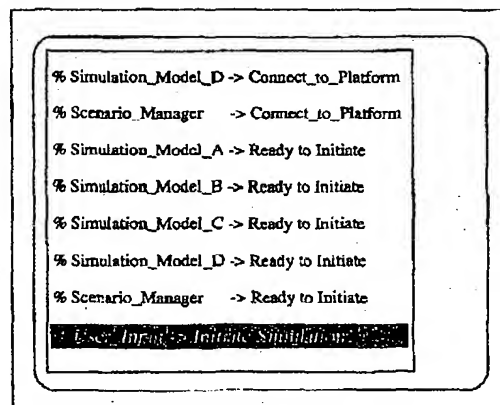 % Simulation_Model_D -> Connect_to_Platform
% Scenario_Manager -> Connect_to_Platform
% Simulation_Model_A -> Ready to Initiate
% Simulation_Model_B -> Ready to Initiate
% Simulation_Model_C -> Ready to Initiate
% Simulation_Model_D -> Ready to Initiate
% Scenario_Manager -> Ready to Initiate
% User_Input -> Initiate Simulation